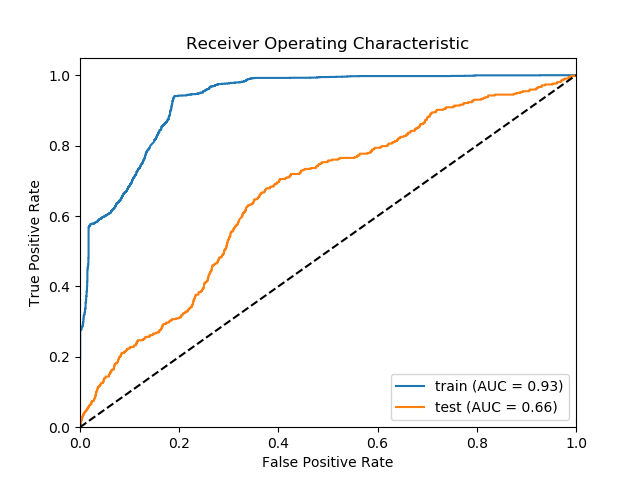 Receiver Operating Characteristic
True Positive Rate
1.0
0.8
0.6
0.4
0.2
0.0
train (AUC = 0.93)
test (AUC = 0.66)
0.0 0.2 0.4 0.6 0.8 1.0
False Positive Rate